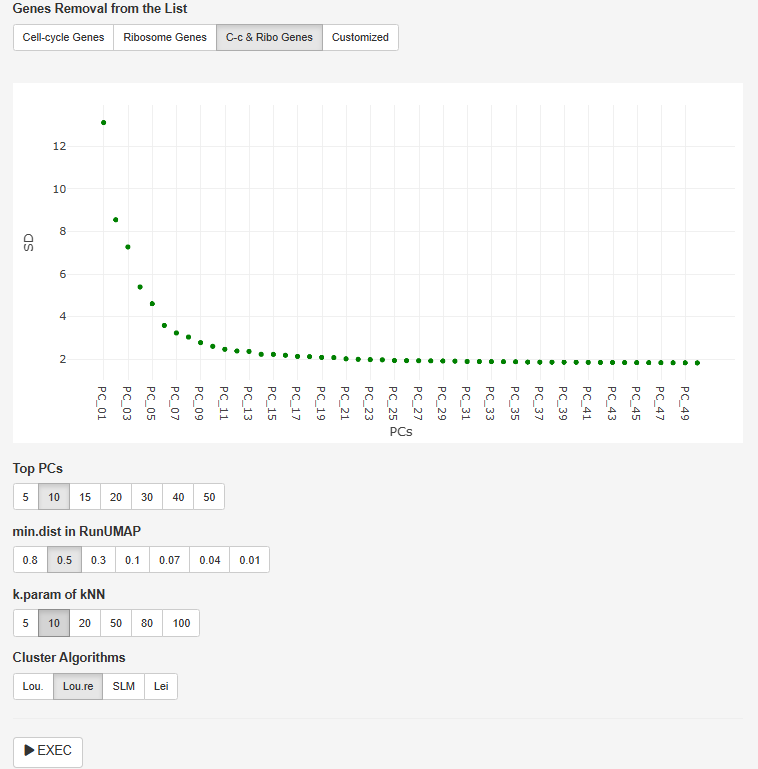 Genes Removal from the List
Cell-cycle Genes Ribosome Genes C-c & Ribo Genes Customized
12
10
8
6
4
2
SD
PC_01 PC_03 PC_05 PC_07 PC_09 PC_11 PC_13 PC_15 PC_17 PC_19 PC_21 PC_23 PC_25 PC_27 PC_29 PC_31 PC_33 PC_35 PC_37 PC_39 PC_41 PC_43 PC_45 PC_47 PC_49
PCs
Top PCs
5 10 15 20 30 40 50
min.dist in RunUMAP
0.8 0.5 0.3 0.1 0.07 0.04 0.01
k.param of kNN
5 10 20 50 80 100
Cluster Algorithms
Lou. Lou.re SLM Lei
EXEC